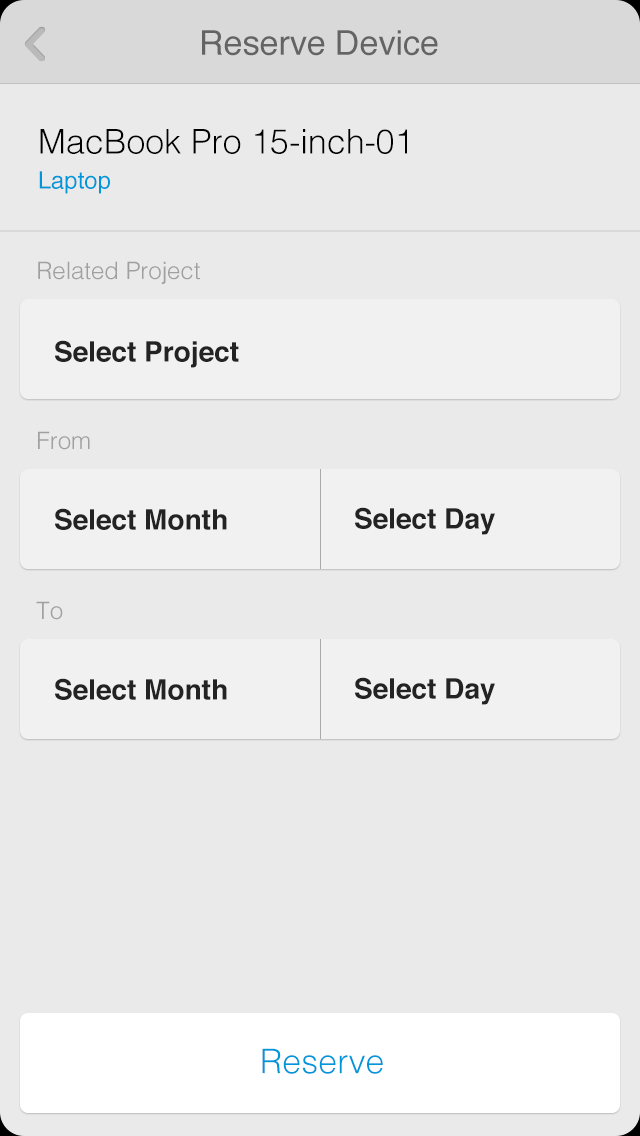 Reserve Device
MacBook Pro 15-inch-01
Laptop
Related Project
Select Project
From
Select Month Select Day
To
Select Month Select Day
Reserve